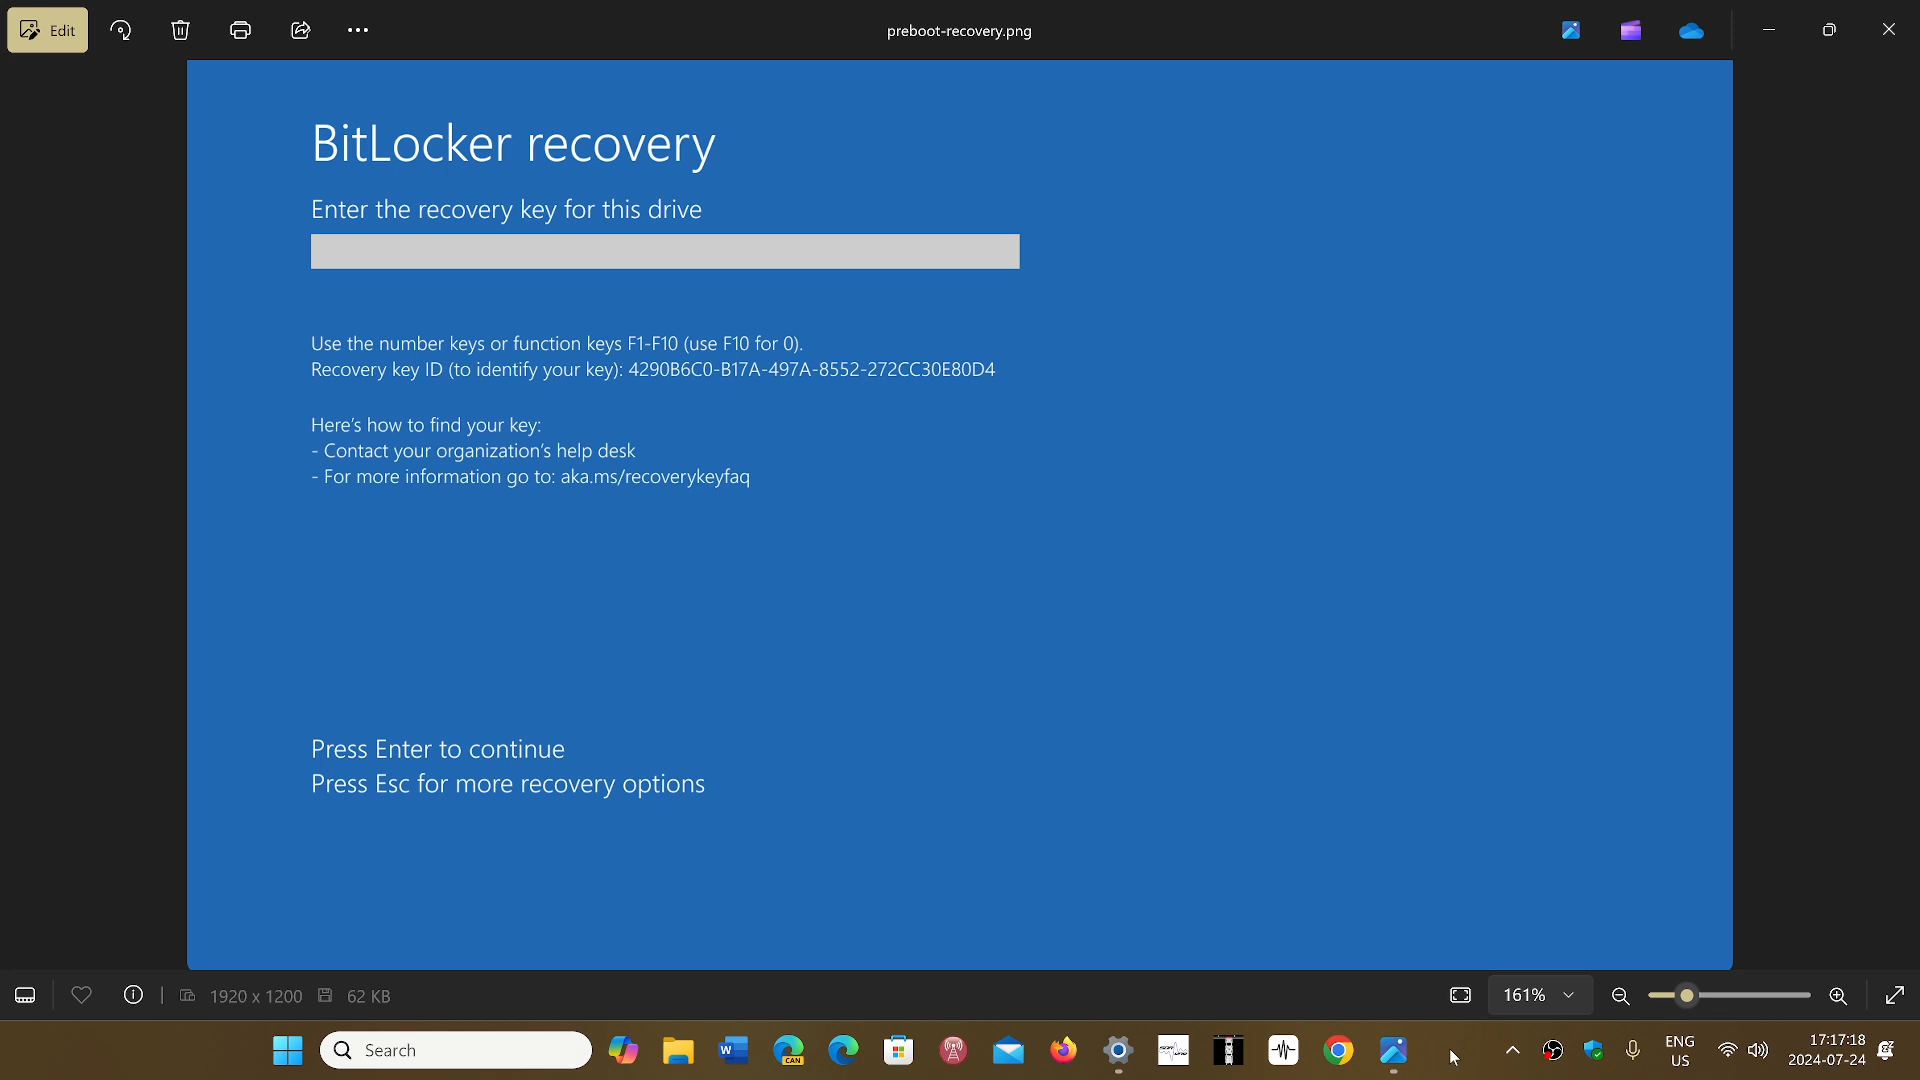 Edit
preboot-recovery.png
BitLocker recovery
Enter the recovery key for this drive
Use the number keys or function keys F1-F10 (use F10 for 0).
Recovery key ID (to identify your key): 4290B6C0-B17A-497A-8552-272CC30E80D4
Here's how to find your key:
- Contact your organization's help desk
- For more information go to: aka.ms/recoverykeyfaq
Press Enter to continue
Press Esc for more recovery options
1920 x 1200 62 KB
161%
Search
W
CAN
ENG
US
17:17:18
2024-07-24